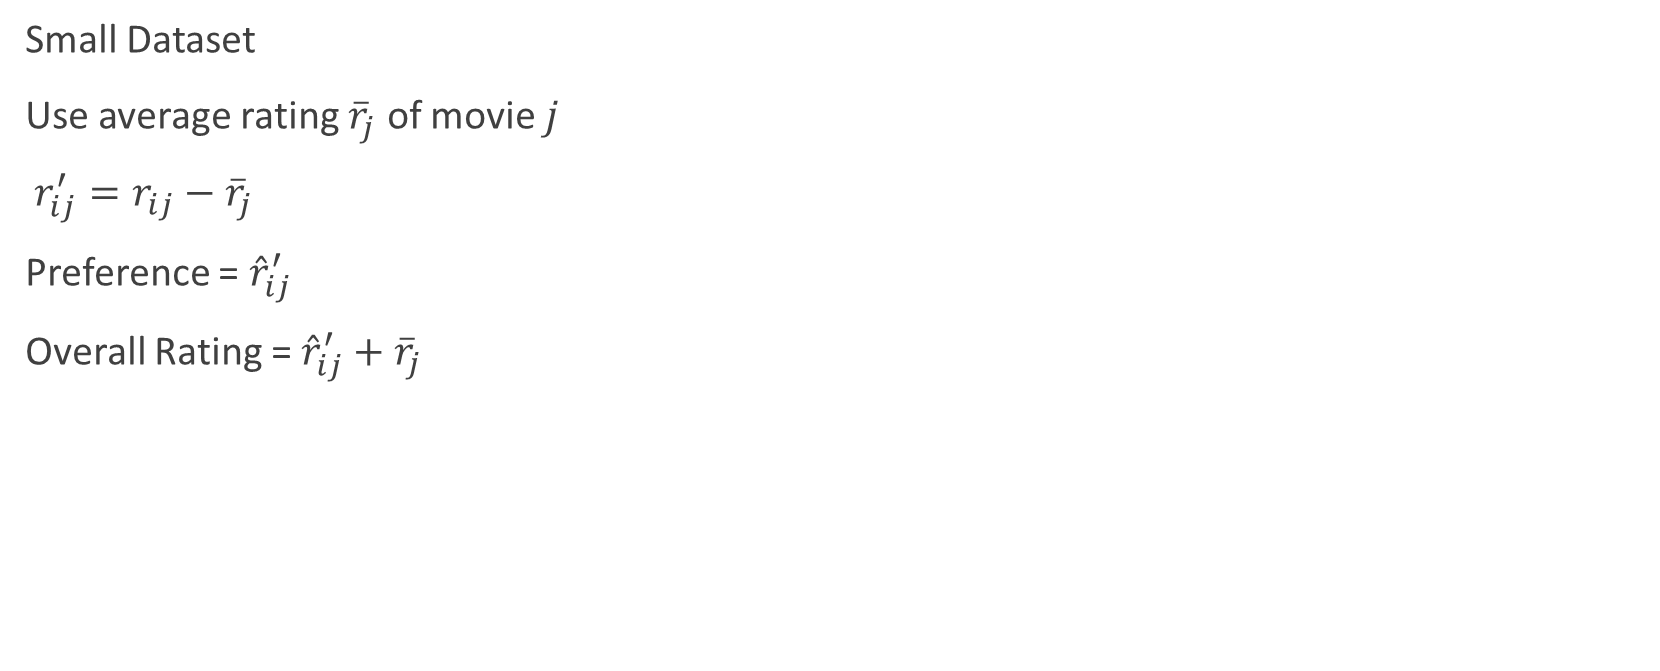 Small Dataset
Use average rating r̄ⱼ of movie j
r′ᵢⱼ = rᵢⱼ − r̄ⱼ
Preference = r̂′ᵢⱼ
Overall Rating = r̂′ᵢⱼ + r̄ⱼ